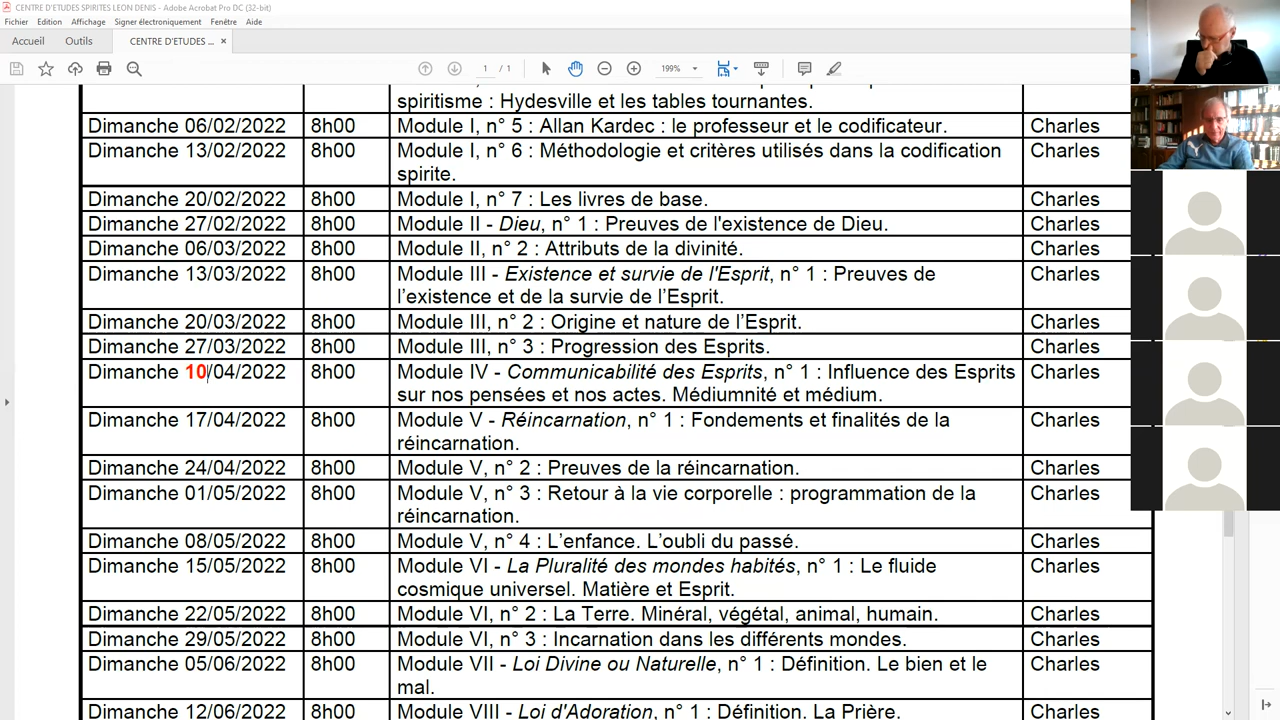 CENTRE D'ETUDES SPIRITES LEON DENIS - Adobe Acrobat Pro DC (32-bit)
Fichier Edition Affichage Signer électroniquement Fenêtre Aide
Accueil Outils CENTRE D'ETUDES ... ×
1 / 1 199%
spiritisme : Hydesville et les tables tournantes.
Dimanche 06/02/2022 8h00 Module I, n° 5 : Allan Kardec : le professeur et le codificateur. Charles
Dimanche 13/02/2022 8h00 Module I, n° 6 : Méthodologie et critères utilisés dans la codification Charles
spirite.
Dimanche 20/02/2022 8h00 Module I, n° 7 : Les livres de base. Charles
Dimanche 27/02/2022 8h00 Module II - Dieu, n° 1 : Preuves de l'existence de Dieu. Charles
Dimanche 06/03/2022 8h00 Module II, n° 2 : Attributs de la divinité. Charles
Dimanche 13/03/2022 8h00 Module III - Existence et survie de l'Esprit, n° 1 : Preuves de Charles
l’existence et de la survie de l’Esprit.
Dimanche 20/03/2022 8h00 Module III, n° 2 : Origine et nature de l’Esprit. Charles
Dimanche 27/03/2022 8h00 Module III, n° 3 : Progression des Esprits. Charles
Dimanche 10/04/2022 8h00 Module IV - Communicabilité des Esprits, n° 1 : Influence des Esprits Charles
sur nos pensées et nos actes. Médiumnité et médium.
Dimanche 17/04/2022 8h00 Module V - Réincarnation, n° 1 : Fondements et finalités de la Charles
réincarnation.
Dimanche 24/04/2022 8h00 Module V, n° 2 : Preuves de la réincarnation. Charles
Dimanche 01/05/2022 8h00 Module V, n° 3 : Retour à la vie corporelle : programmation de la Charles
réincarnation.
Dimanche 08/05/2022 8h00 Module V, n° 4 : L’enfance. L’oubli du passé. Charles
Dimanche 15/05/2022 8h00 Module VI - La Pluralité des mondes habités, n° 1 : Le fluide Charles
cosmique universel. Matière et Esprit.
Dimanche 22/05/2022 8h00 Module VI, n° 2 : La Terre. Minéral, végétal, animal, humain. Charles
Dimanche 29/05/2022 8h00 Module VI, n° 3 : Incarnation dans les différents mondes. Charles
Dimanche 05/06/2022 8h00 Module VII - Loi Divine ou Naturelle, n° 1 : Définition. Le bien et le Charles
mal.
Dimanche 12/06/2022 8h00 Module VIII - Loi d'Adoration, n° 1 : Définition. La Prière. Charles